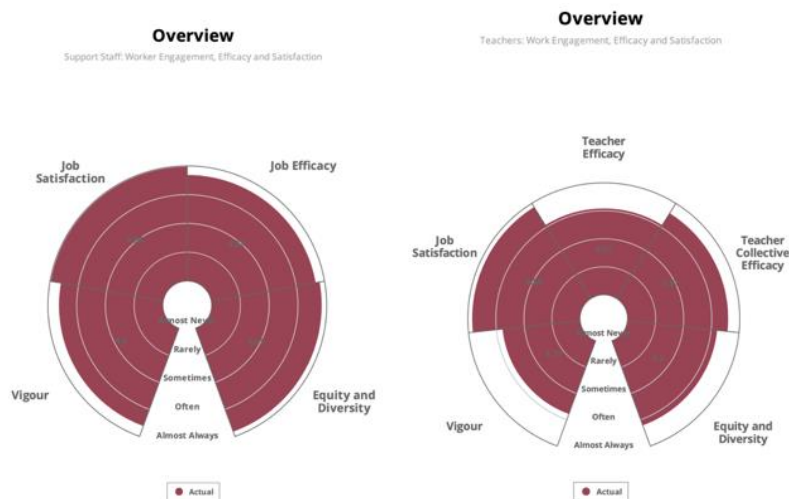 Overview
Support Staff: Worker Engagement, Efficacy and Satisfaction
Job
Satisfaction
Job Efficacy
Vigour
Equity and
Diversity
Rarely
Sometimes
Often
Almost Always
Actual
Overview
Teachers: Work Engagement, Efficacy and Satisfaction
Teacher
Efficacy
Job
Satisfaction
Teacher
Collective
Efficacy
Vigour
Equity and
Diversity
Rarely
Sometimes
Often
Almost Always
Actual